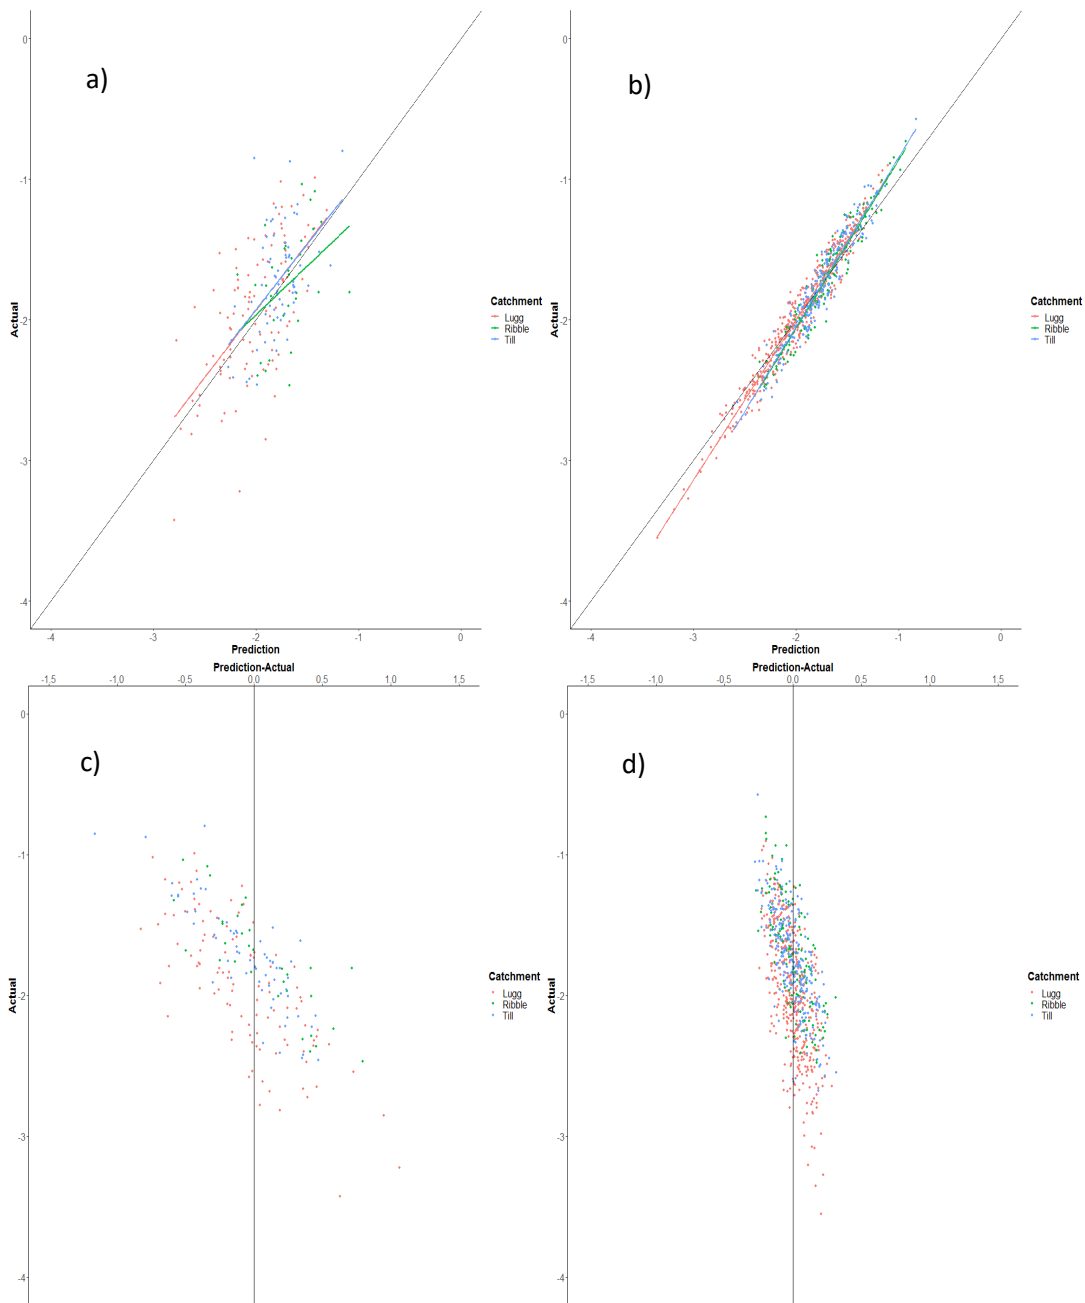 a)
0
-1
-2
-3
-4
Actual
-4 -3 -2 -1 0
Prediction
Catchment
Lugg
Ribble
Till
b)
0
-1
-2
-3
-4
Actual
-4 -3 -2 -1 0
Prediction
Catchment
Lugg
Ribble
Till
Prediction-Actual
-1.5 -1.0 -0.5 0.0 0.5 1.0 1.5
c)
0
-1
-2
-3
-4
Actual
Catchment
Lugg
Ribble
Till
Prediction-Actual
-1.5 -1.0 -0.5 0.0 0.5 1.0 1.5
d)
0
-1
-2
-3
-4
Actual
Catchment
Lugg
Ribble
Till